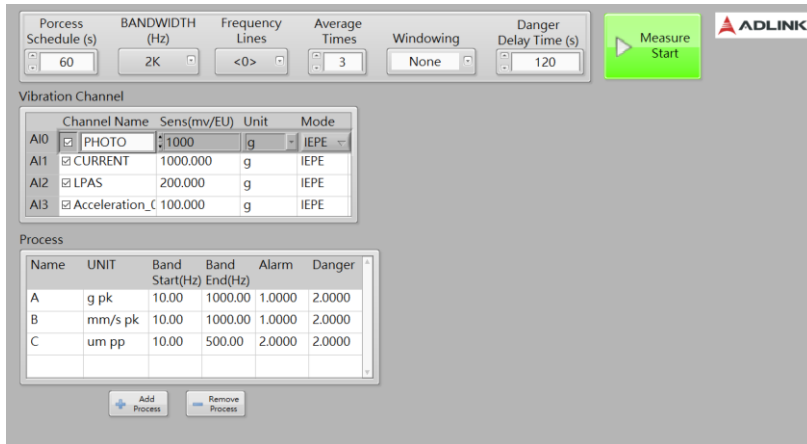 Porcess Schedule (s)
BANDWIDTH (Hz)
Frequency Lines
Average Times
Windowing
Danger Delay Time (s)
60
2K
<0>
3
None
120
Measure Start
ADLINK
Vibration Channel
Channel Name Sens(mv/EU) Unit Mode
AI0 PHOTO 1000 g IEPE
AI1 CURRENT 1000.000 g IEPE
AI2 LPAS 200.000 g IEPE
AI3 Acceleration_ 100.000 g IEPE
Process
Name UNIT Band Start(Hz) Band End(Hz) Alarm Danger
A g pk 10.00 1000.00 1.0000 2.0000
B mm/s pk 10.00 1000.00 1.0000 2.0000
C um pp 10.00 500.00 2.0000 2.0000
Add Process
Remove Process